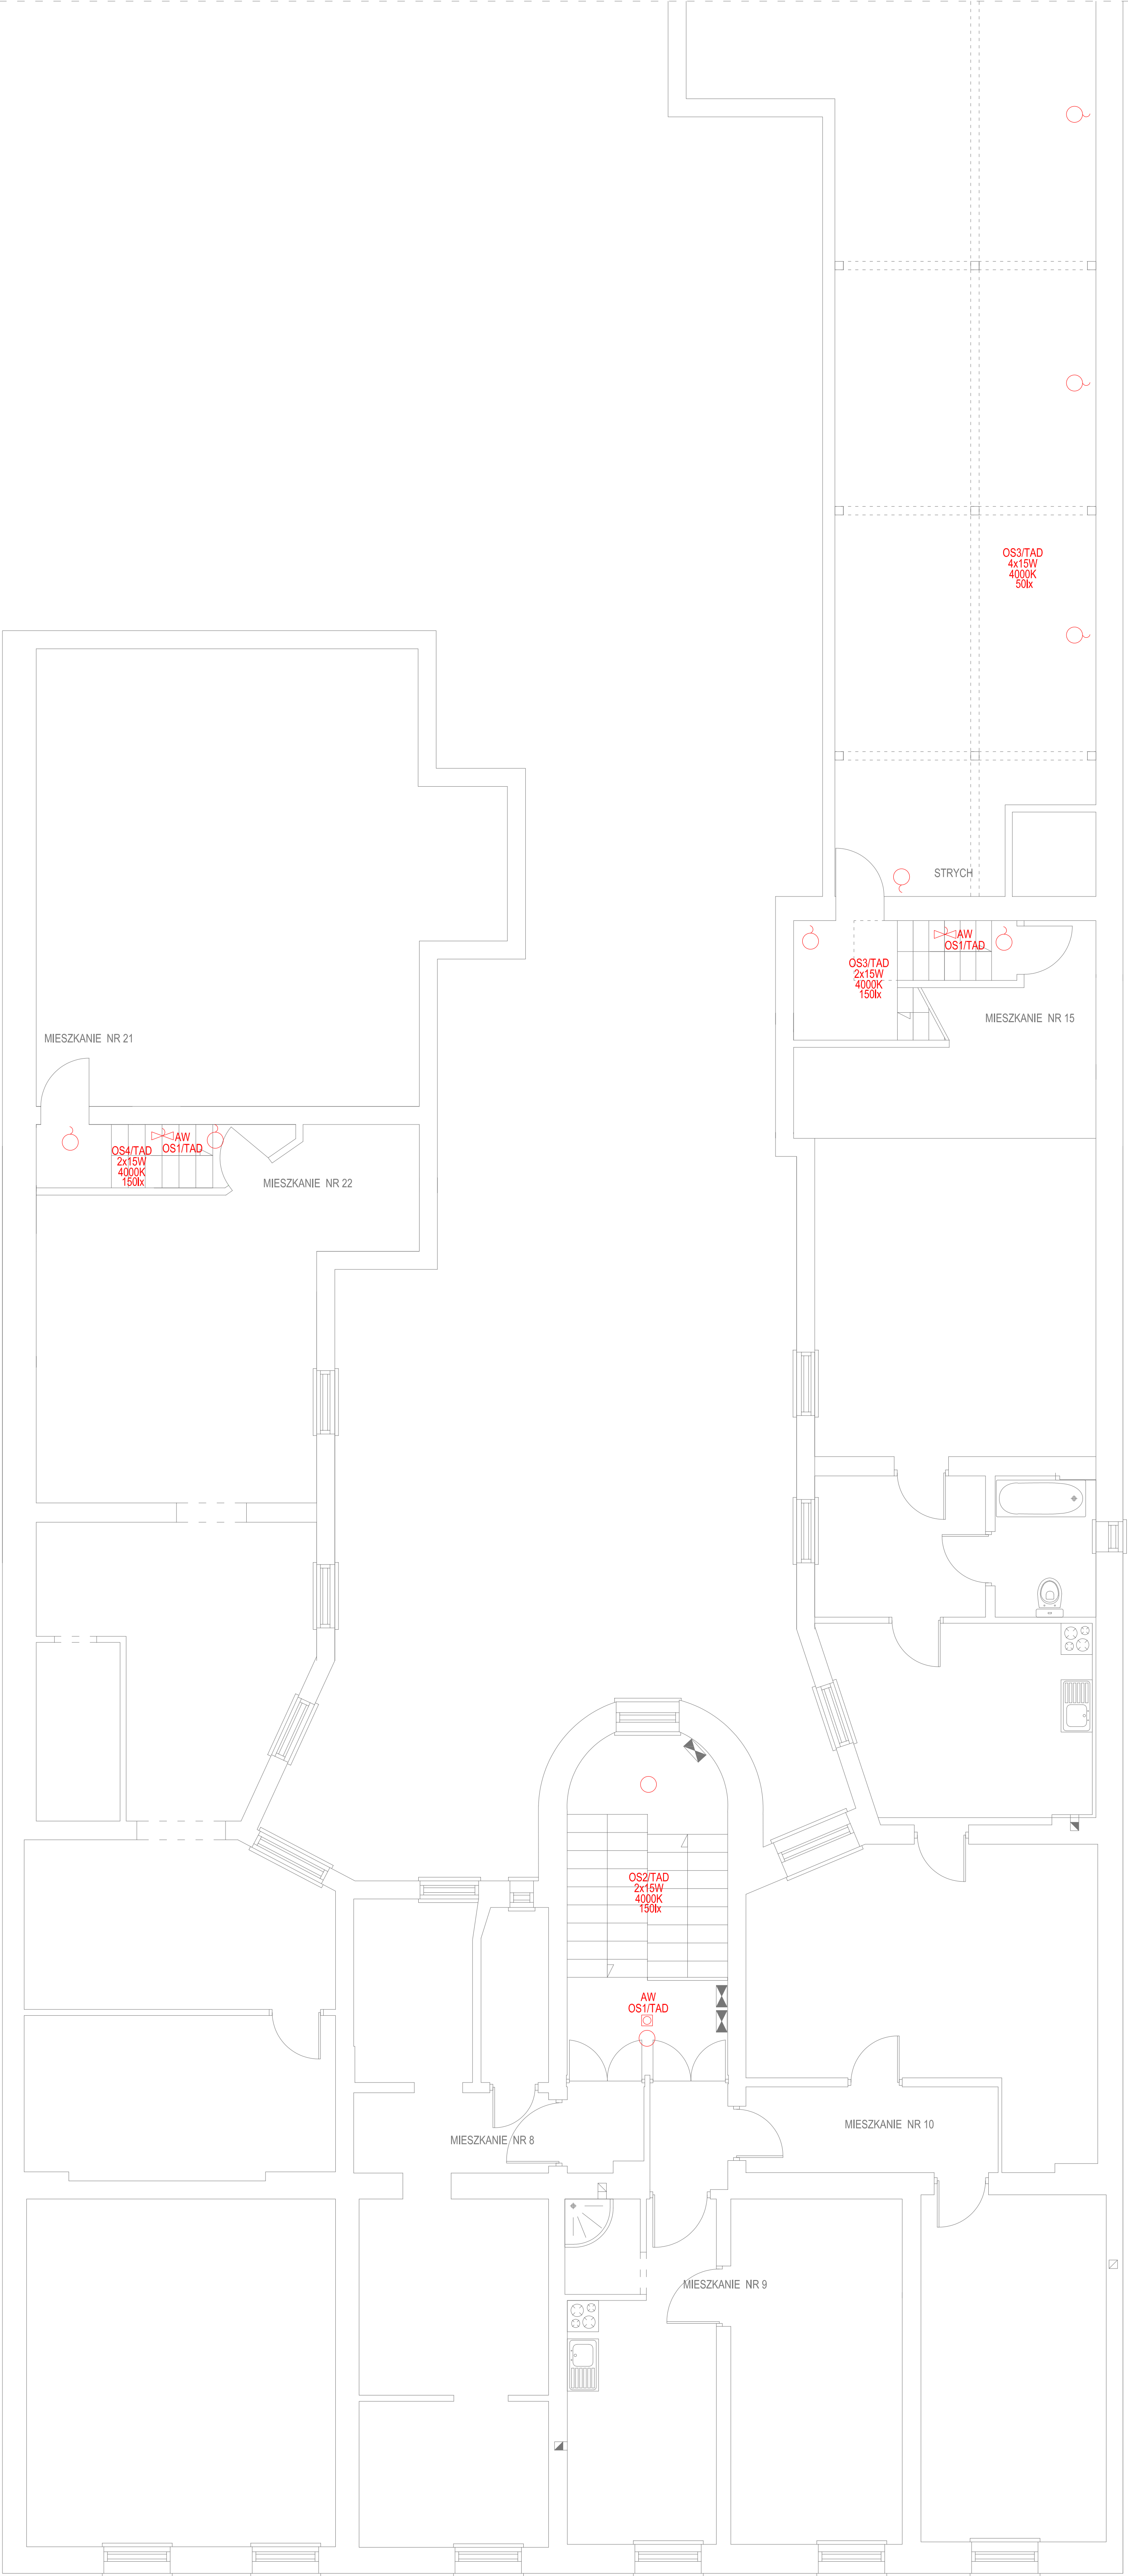 OS3/TAD
4x15W
4000K
50lx
STRYCH
AW
OS1/TAD
OS3/TAD
2x15W
4000K
150lx
MIESZKANIE NR 15
MIESZKANIE NR 21
AW
OS1/TAD
OS4/TAD
2x15W
4000K
150lx
MIESZKANIE NR 22
OS2/TAD
2x15W
4000K
150lx
AW
OS1/TAD
MIESZKANIE NR 10
MIESZKANIE NR 8
MIESZKANIE NR 9